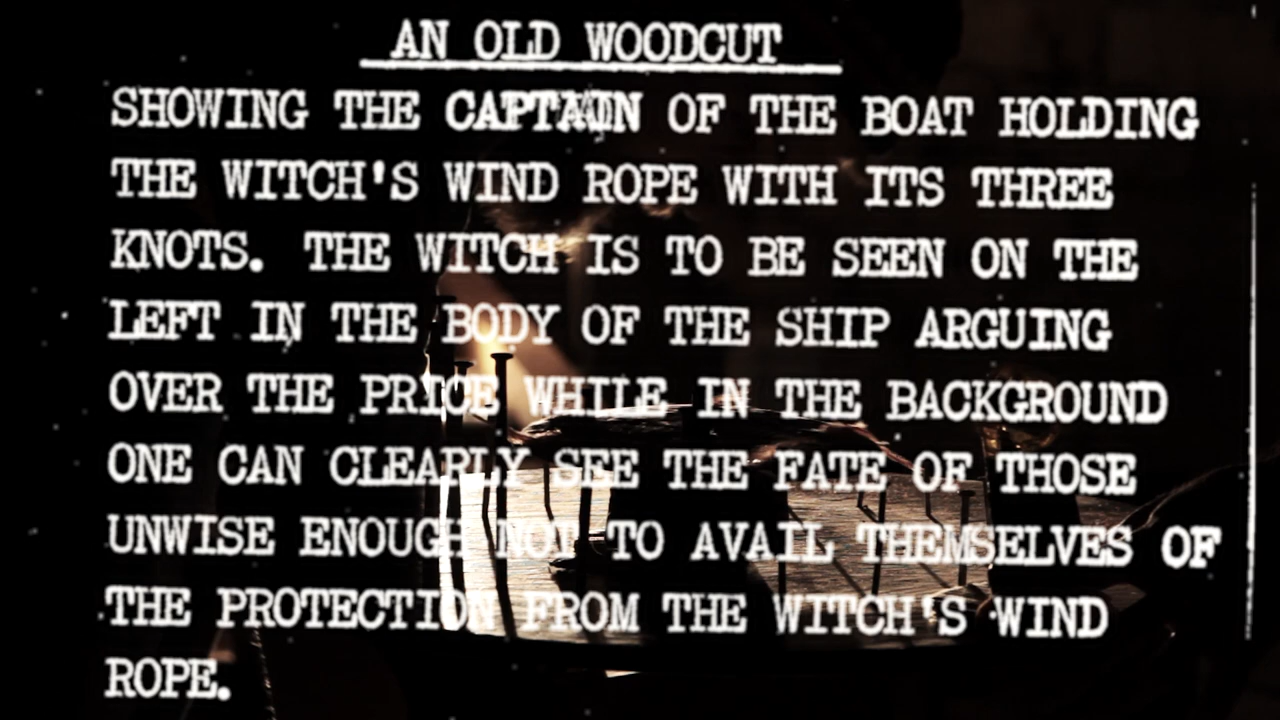 AN OLD WOODCUT
SHOWING THE CAPTAIN OF THE BOAT HOLDING
THE WITCH'S WIND ROPE WITH ITS THREE
KNOTS. THE WITCH IS TO BE SEEN ON THE
LEFT IN THE BODY OF THE SHIP ARGUING
OVER THE PRICE WHILE IN THE BACKGROUND
ONE CAN CLEARLY SEE THE FATE OF THOSE
UNWISE ENOUGH NOT TO AVAIL THEMSELVES OF
THE PROTECTION FROM THE WITCH'S WIND
ROPE.